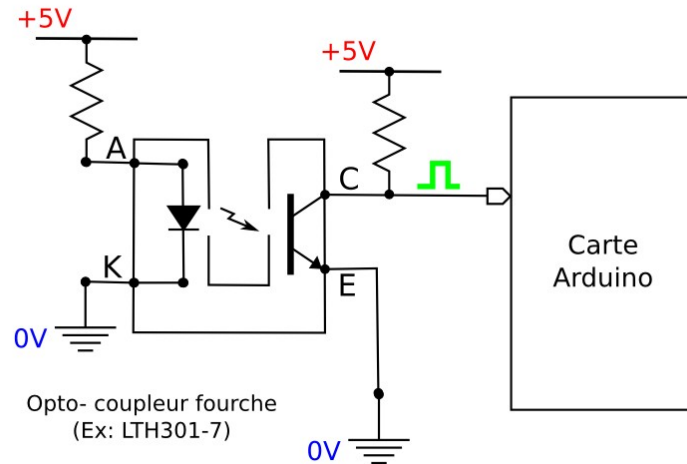 +5V
+5V
A
K
C
E
0V
0V
Carte
Arduino
Opto- coupleur fourche
(Ex: LTH301-7)